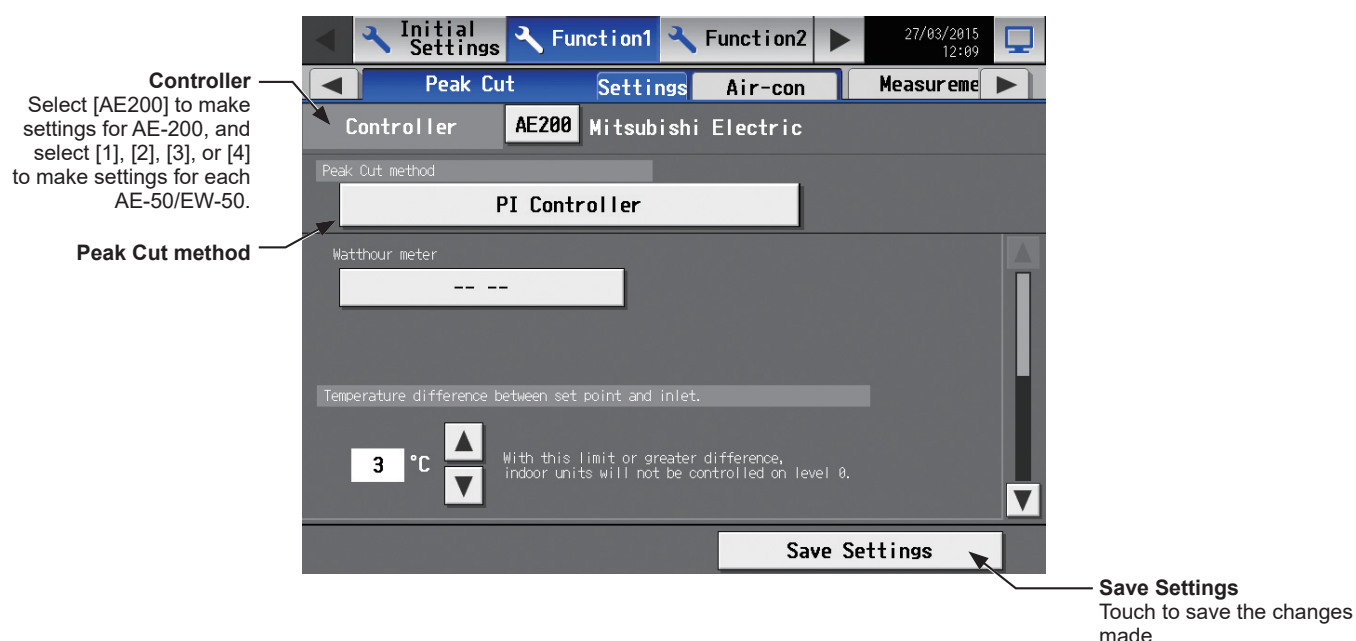 Initial
Settings
Function1
Function2
27/03/2015
12:09
Peak Cut
Settings
Air-con
Measureme
Controller
Select [AE200] to make
settings for AE-200, and
select [1], [2], [3], or [4]
to make settings for each
AE-50/EW-50.
Controller
AE200
Mitsubishi Electric
Peak Cut method
PI Controller
Peak Cut method
Watthour meter
-- --
Temperature difference between set point and inlet.
3 °C
With this limit or greater difference,
indoor units will not be controlled on level 0.
Save Settings
Save Settings
Touch to save the changes
made